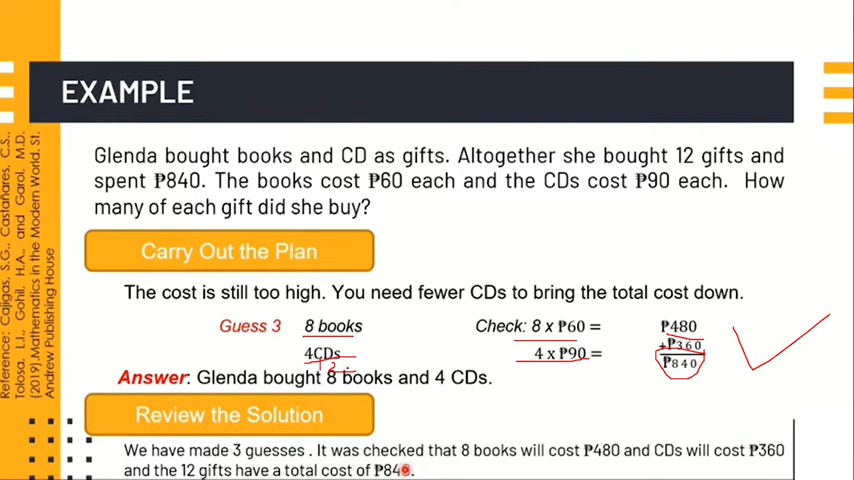 EXAMPLE
Reference: Cajigas, S.G., Castañares, C.S.,
Tolosa, L.I., Gohil, H.A., and Garol, M.D.
(2019),Mathematics in the Modern World. St.
Andrew Publishing House
Glenda bought books and CD as gifts. Altogether she bought 12 gifts and
spent ₱840. The books cost ₱60 each and the CDs cost ₱90 each. How
many of each gift did she buy?
Carry Out the Plan
The cost is still too high. You need fewer CDs to bring the total cost down.
Guess 3 8 books Check: 8 x ₱60 = ₱480
4CDs 4 x ₱90 = +₱360
12 ₱840
Answer: Glenda bought 8 books and 4 CDs.
Review the Solution
We have made 3 guesses . It was checked that 8 books will cost ₱480 and CDs will cost ₱360
and the 12 gifts have a total cost of ₱840.